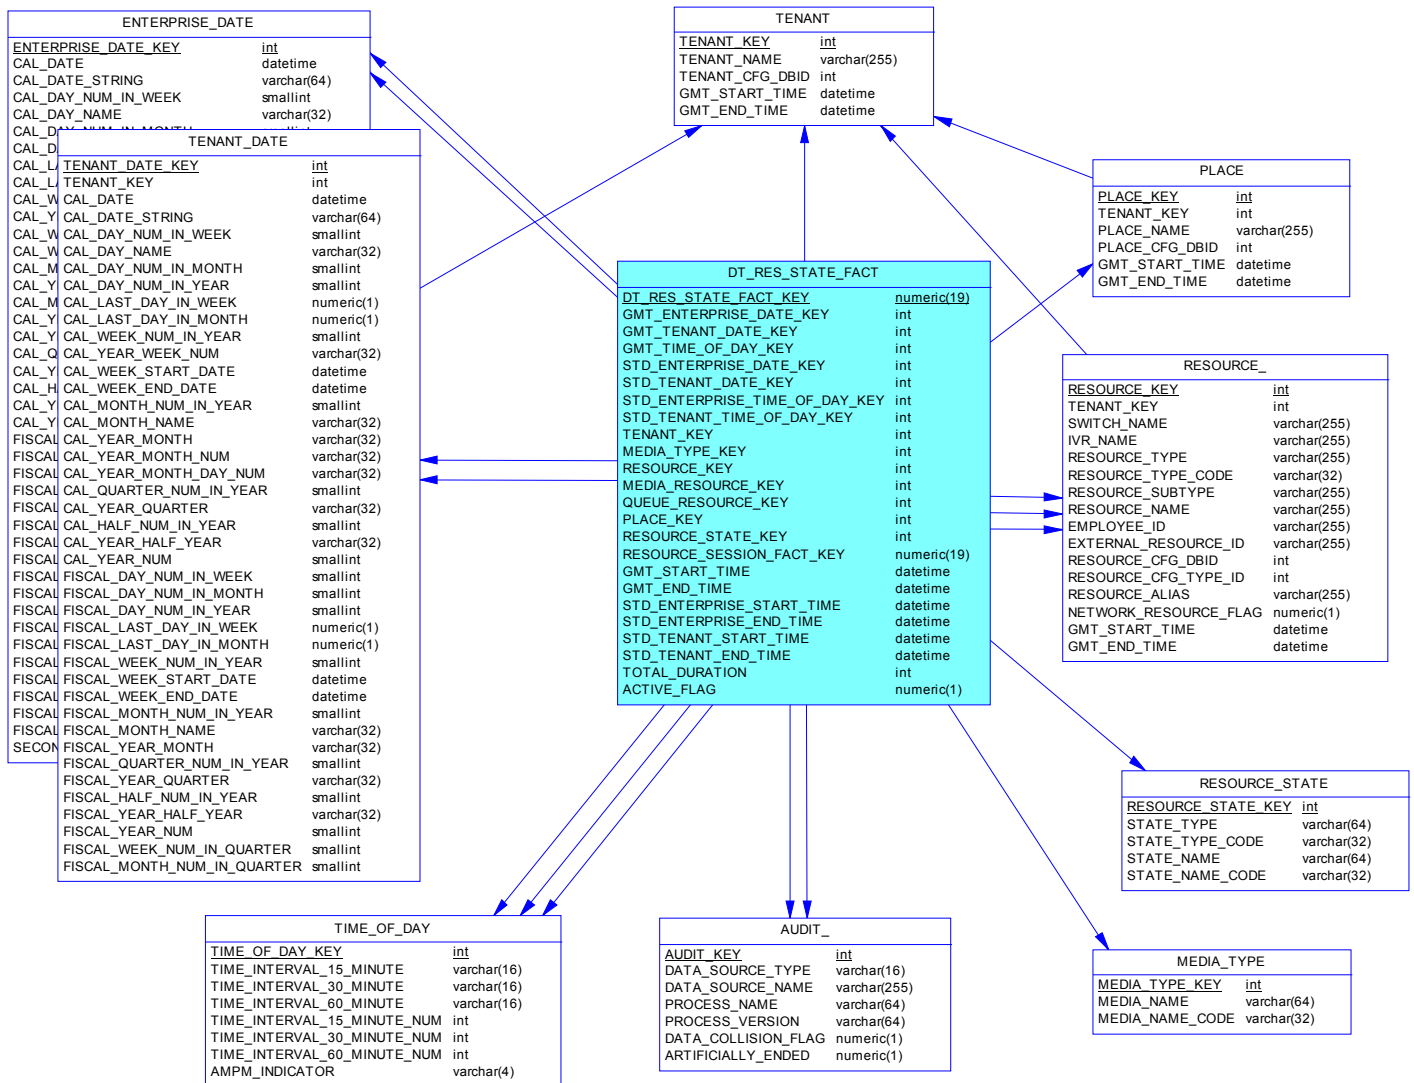 ENTERPRISE_DATE
ENTERPRISE_DATE_KEY int
CAL_DATE datetime
CAL_DATE_STRING varchar(64)
CAL_DAY_NUM_IN_WEEK smallint
CAL_DAY_NAME varchar(32)
TENANT_DATE
TENANT_DATE_KEY int
TENANT_KEY int
CAL_DATE datetime
CAL_DATE_STRING varchar(64)
CAL_DAY_NUM_IN_WEEK smallint
CAL_DAY_NAME varchar(32)
CAL_DAY_NUM_IN_MONTH smallint
CAL_DAY_NUM_IN_YEAR smallint
CAL_LAST_DAY_IN_WEEK numeric(1)
CAL_LAST_DAY_IN_MONTH numeric(1)
CAL_WEEK_NUM_IN_YEAR smallint
CAL_YEAR_WEEK_NUM varchar(32)
CAL_WEEK_START_DATE datetime
CAL_WEEK_END_DATE datetime
CAL_MONTH_NUM_IN_YEAR smallint
CAL_MONTH_NAME varchar(32)
CAL_YEAR_MONTH varchar(32)
CAL_YEAR_MONTH_NUM varchar(32)
CAL_YEAR_MONTH_DAY_NUM varchar(32)
CAL_QUARTER_NUM_IN_YEAR smallint
CAL_YEAR_QUARTER varchar(32)
CAL_HALF_NUM_IN_YEAR smallint
CAL_YEAR_HALF_YEAR varchar(32)
CAL_YEAR_NUM smallint
FISCAL_DAY_NUM_IN_WEEK smallint
FISCAL_DAY_NUM_IN_MONTH smallint
FISCAL_DAY_NUM_IN_YEAR smallint
FISCAL_LAST_DAY_IN_WEEK numeric(1)
FISCAL_LAST_DAY_IN_MONTH numeric(1)
FISCAL_WEEK_NUM_IN_YEAR smallint
FISCAL_WEEK_START_DATE datetime
FISCAL_WEEK_END_DATE datetime
FISCAL_MONTH_NUM_IN_YEAR smallint
FISCAL_MONTH_NAME varchar(32)
FISCAL_YEAR_MONTH varchar(32)
FISCAL_QUARTER_NUM_IN_YEAR smallint
FISCAL_YEAR_QUARTER varchar(32)
FISCAL_HALF_NUM_IN_YEAR smallint
FISCAL_YEAR_HALF_YEAR varchar(32)
FISCAL_YEAR_NUM smallint
FISCAL_WEEK_NUM_IN_QUARTER smallint
FISCAL_MONTH_NUM_IN_QUARTER smallint
TENANT
TENANT_KEY int
TENANT_NAME varchar(255)
TENANT_CFG_DBID int
GMT_START_TIME datetime
GMT_END_TIME datetime
PLACE
PLACE_KEY int
TENANT_KEY int
PLACE_NAME varchar(255)
PLACE_CFG_DBID int
GMT_START_TIME datetime
GMT_END_TIME datetime
DT_RES_STATE_FACT
DT_RES_STATE_FACT_KEY numeric(19)
GMT_ENTERPRISE_DATE_KEY int
GMT_TENANT_DATE_KEY int
GMT_TIME_OF_DAY_KEY int
STD_ENTERPRISE_DATE_KEY int
STD_TENANT_DATE_KEY int
STD_ENTERPRISE_TIME_OF_DAY_KEY int
STD_TENANT_TIME_OF_DAY_KEY int
TENANT_KEY int
MEDIA_TYPE_KEY int
RESOURCE_KEY int
MEDIA_RESOURCE_KEY int
QUEUE_RESOURCE_KEY int
PLACE_KEY int
RESOURCE_STATE_KEY int
RESOURCE_SESSION_FACT_KEY numeric(19)
GMT_START_TIME datetime
GMT_END_TIME datetime
STD_ENTERPRISE_START_TIME datetime
STD_ENTERPRISE_END_TIME datetime
STD_TENANT_START_TIME datetime
STD_TENANT_END_TIME datetime
TOTAL_DURATION int
ACTIVE_FLAG numeric(1)
RESOURCE_
RESOURCE_KEY int
TENANT_KEY int
SWITCH_NAME varchar(255)
IVR_NAME varchar(255)
RESOURCE_TYPE varchar(255)
RESOURCE_TYPE_CODE varchar(32)
RESOURCE_SUBTYPE varchar(255)
RESOURCE_NAME varchar(255)
EMPLOYEE_ID varchar(255)
EXTERNAL_RESOURCE_ID varchar(255)
RESOURCE_CFG_DBID int
RESOURCE_CFG_TYPE_ID int
RESOURCE_ALIAS varchar(255)
NETWORK_RESOURCE_FLAG numeric(1)
GMT_START_TIME datetime
GMT_END_TIME datetime
RESOURCE_STATE
RESOURCE_STATE_KEY int
STATE_TYPE varchar(64)
STATE_TYPE_CODE varchar(32)
STATE_NAME varchar(64)
STATE_NAME_CODE varchar(32)
TIME_OF_DAY
TIME_OF_DAY_KEY int
TIME_INTERVAL_15_MINUTE varchar(16)
TIME_INTERVAL_30_MINUTE varchar(16)
TIME_INTERVAL_60_MINUTE varchar(16)
TIME_INTERVAL_15_MINUTE_NUM int
TIME_INTERVAL_30_MINUTE_NUM int
TIME_INTERVAL_60_MINUTE_NUM int
AMPM_INDICATOR varchar(4)
AUDIT_
AUDIT_KEY int
DATA_SOURCE_TYPE varchar(16)
DATA_SOURCE_NAME varchar(255)
PROCESS_NAME varchar(64)
PROCESS_VERSION varchar(64)
DATA_COLLISION_FLAG numeric(1)
ARTIFICIALLY_ENDED numeric(1)
MEDIA_TYPE
MEDIA_TYPE_KEY int
MEDIA_NAME varchar(64)
MEDIA_NAME_CODE varchar(32)